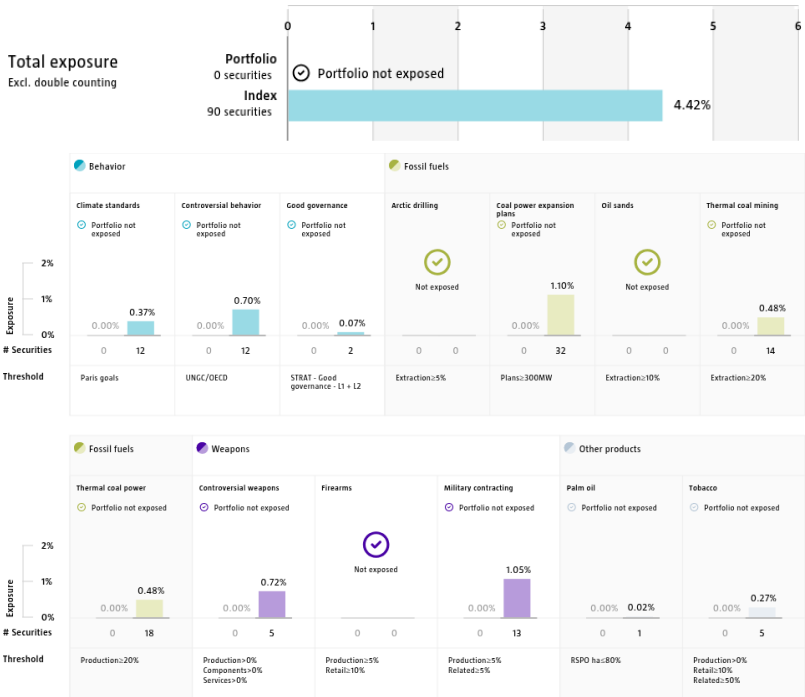 0 1 2 3 4 5 6
Total exposure
Excl. double counting
Portfolio
0 securities
Portfolio not exposed
Index
90 securities
4.42%
Behavior
Fossil fuels
Climate standards
Portfolio not
exposed
Controversial behavior
Portfolio not
exposed
Good governance
Portfolio not
exposed
Arctic drilling
Not exposed
Coal power expansion
plans
Portfolio not
exposed
Oil sands
Not exposed
Thermal coal mining
Portfolio not
exposed
Exposure
2%
1%
0%
0.00% 0.37%
0.00% 0.70%
0.00% 0.07%
0.00% 1.10%
0.00% 0.48%
# Securities
0 12
0 12
0 2
0 0
0 32
0 0
0 14
Threshold
Paris goals
UNGC/OECD
STRAT - Good
governance - L1 + L2
Extraction≥5%
Plans≥300MW
Extraction≥10%
Extraction≥20%
Fossil fuels
Weapons
Other products
Thermal coal power
Portfolio not exposed
Controversial weapons
Portfolio not exposed
Firearms
Not exposed
Military contracting
Portfolio not exposed
Palm oil
Portfolio not exposed
Tobacco
Portfolio not exposed
Exposure
2%
1%
0%
0.00% 0.48%
0.00% 0.72%
0.00% 1.05%
0.00% 0.02%
0.00% 0.27%
# Securities
0 18
0 5
0 0
0 13
0 1
0 5
Threshold
Production≥20%
Production>0%
Components>0%
Services>0%
Production≥5%
Retail≥10%
Production≥5%
Related≥5%
RSPO ha≤80%
Production>0%
Retail≥10%
Related≥50%